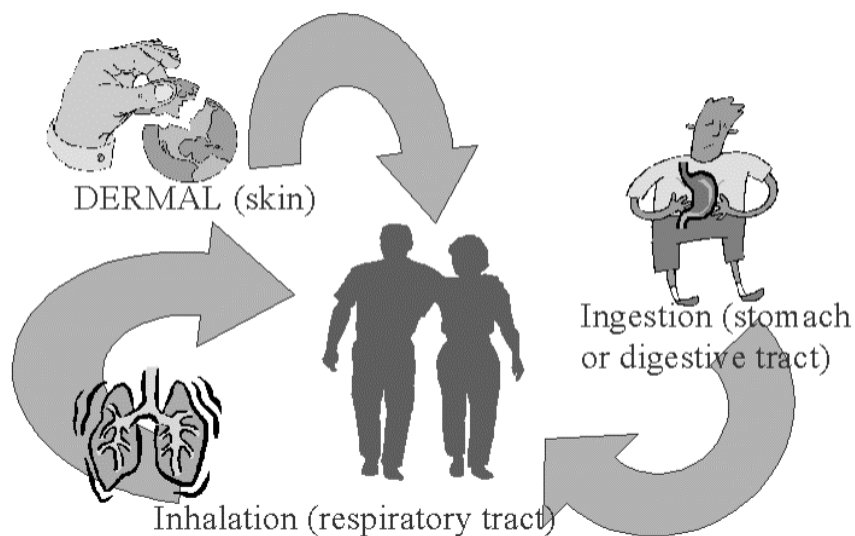 DERMAL (skin)
Ingestion (stomach
or digestive tract)
Inhalation (respiratory tract)